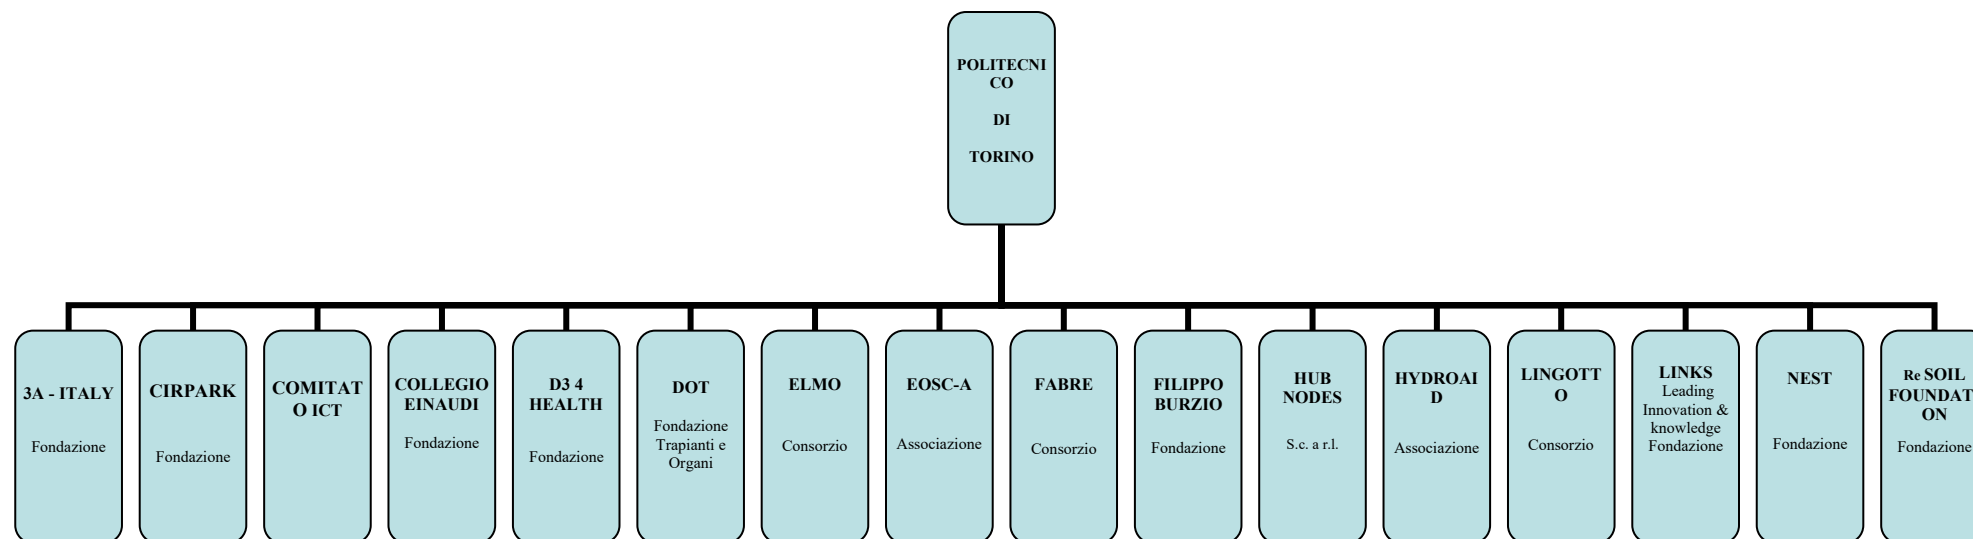 POLITECNI
CO
DI
TORINO
3A - ITALY
Fondazione
CIRPARK
Fondazione
COMITAT
O ICT
COLLEGIO
EINAUDI
Fondazione
D3 4
HEALTH
Fondazione
DOT
Fondazione
Trapianti e
Organi
ELMO
Consorzio
EOSC-A
Associazione
FABRE
Consorzio
FILIPPO
BURZIO
Fondazione
HUB
NODES
S.c. a r.l.
HYDROAI
D
Associazione
LINGOTT
O
Consorzio
LINKS
Leading
Innovation &
knowledge
Fondazione
NEST
Fondazione
Re SOIL
FOUNDAT
ON
Fondazione